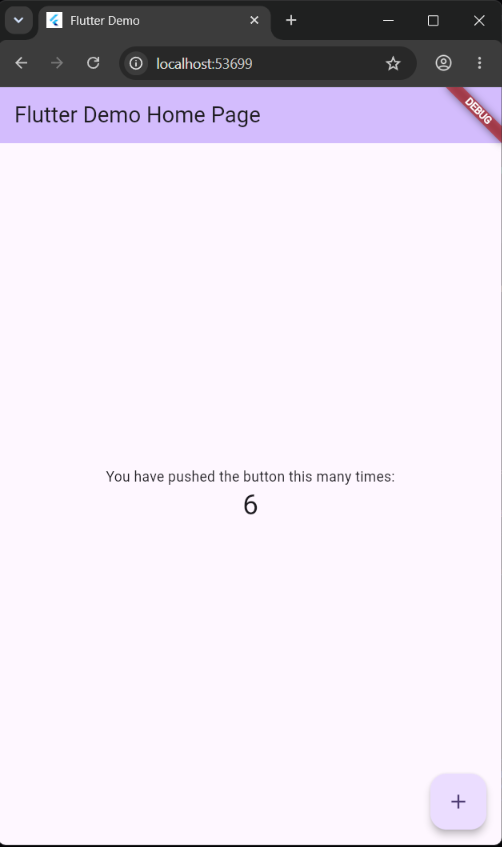 Flutter Demo
localhost:53699
Flutter Demo Home Page
DEBUG
You have pushed the button this many times:
6